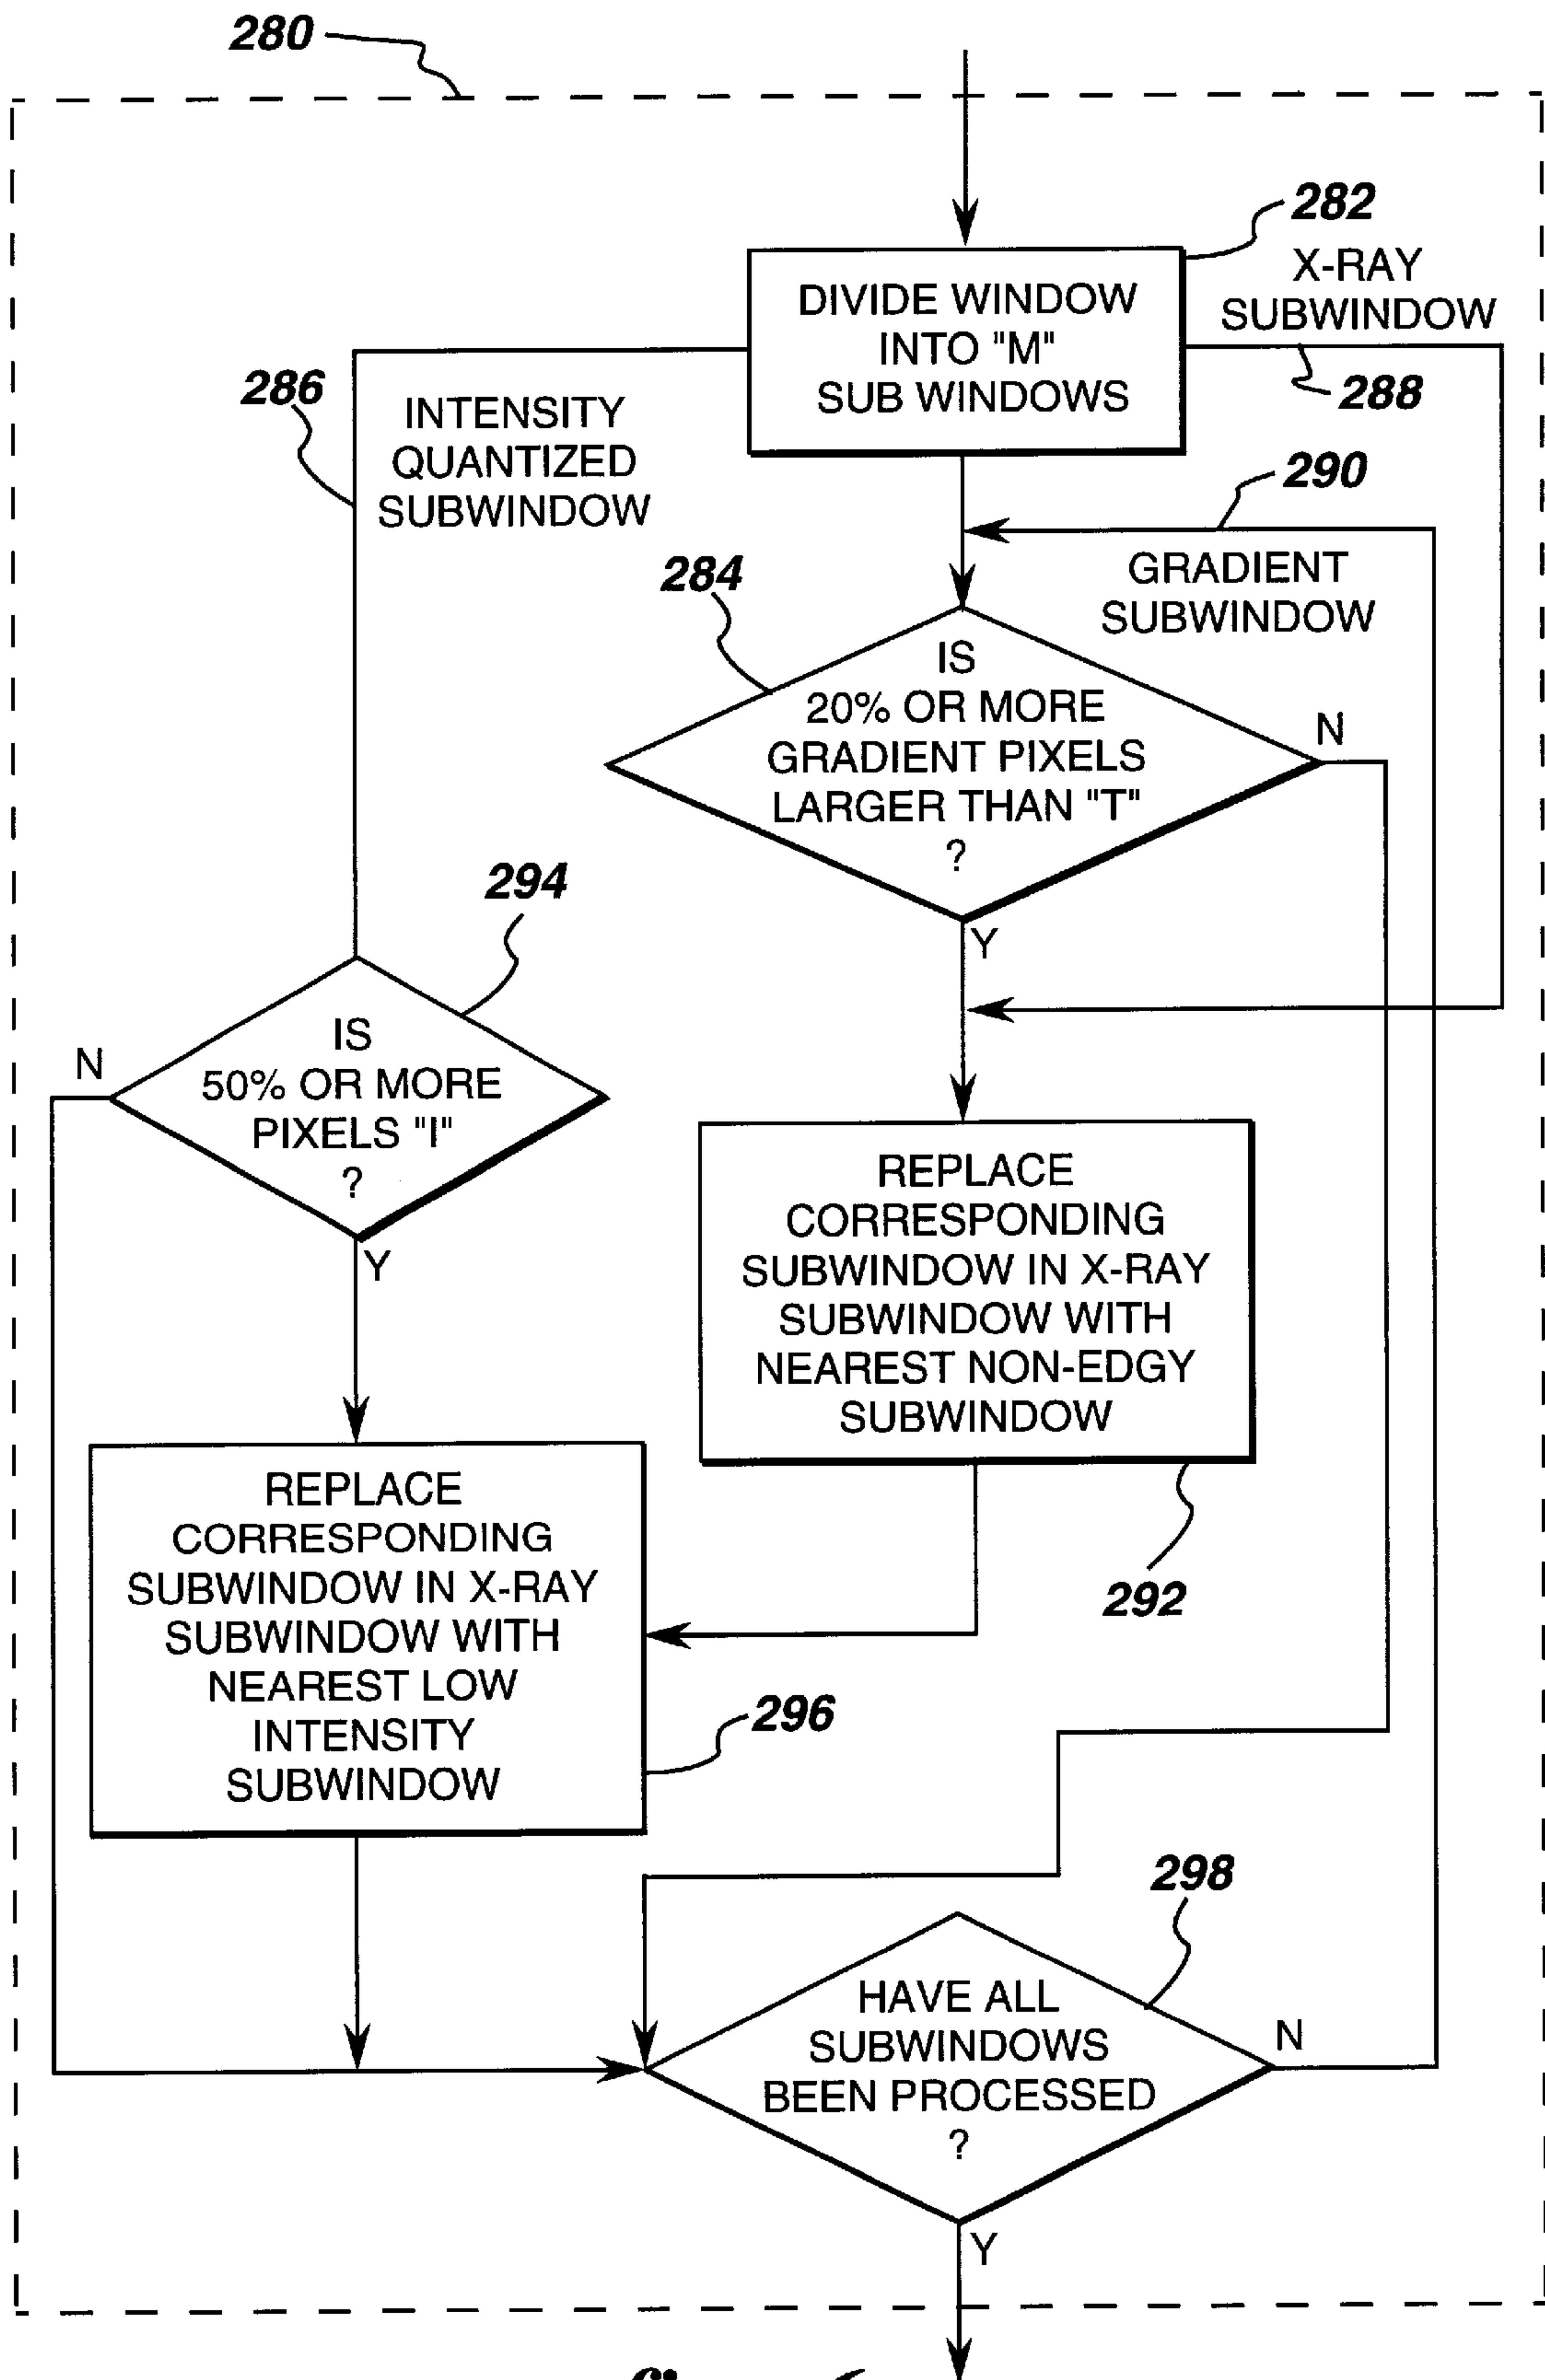 280
282
X-RAY
SUBWINDOW
288
DIVIDE WINDOW
INTO "M"
SUB WINDOWS
286
INTENSITY
QUANTIZED
SUBWINDOW
290
GRADIENT
SUBWINDOW
284
IS
20% OR MORE
GRADIENT PIXELS
LARGER THAN "T"
?
N
Y
294
IS
50% OR MORE
PIXELS "I"
?
N
Y
REPLACE
CORRESPONDING
SUBWINDOW IN X-RAY
SUBWINDOW WITH
NEAREST NON-EDGY
SUBWINDOW
292
REPLACE
CORRESPONDING
SUBWINDOW IN X-RAY
SUBWINDOW WITH
NEAREST LOW
INTENSITY
SUBWINDOW
296
298
HAVE ALL
SUBWINDOWS
BEEN PROCESSED
?
N
Y